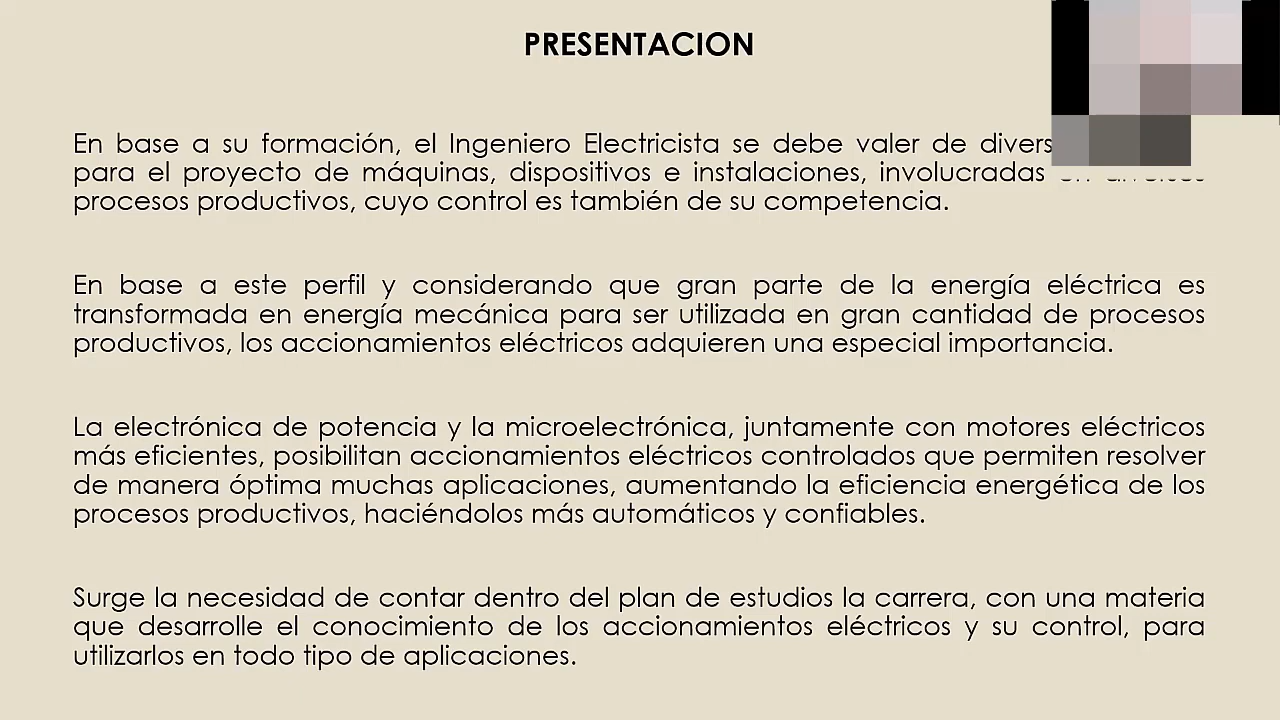 PRESENTACION
En base a su formación, el Ingeniero Electricista se debe valer de
para el proyecto de máquinas, dispositivos e instalaciones, involucradas
procesos productivos, cuyo control es también de su competencia.
En base a este perfil y considerando que gran parte de la energía eléctrica es
transformada en energía mecánica para ser utilizada en gran cantidad de procesos
productivos, los accionamientos eléctricos adquieren una especial importancia.
La electrónica de potencia y la microelectrónica, juntamente con motores eléctricos
más eficientes, posibilitan accionamientos eléctricos controlados que permiten resolver
de manera óptima muchas aplicaciones, aumentando la eficiencia energética de los
procesos productivos, haciéndolos más automáticos y confiables.
Surge la necesidad de contar dentro del plan de estudios la carrera, con una materia
que desarrolle el conocimiento de los accionamientos eléctricos y su control, para
utilizarlos en todo tipo de aplicaciones.